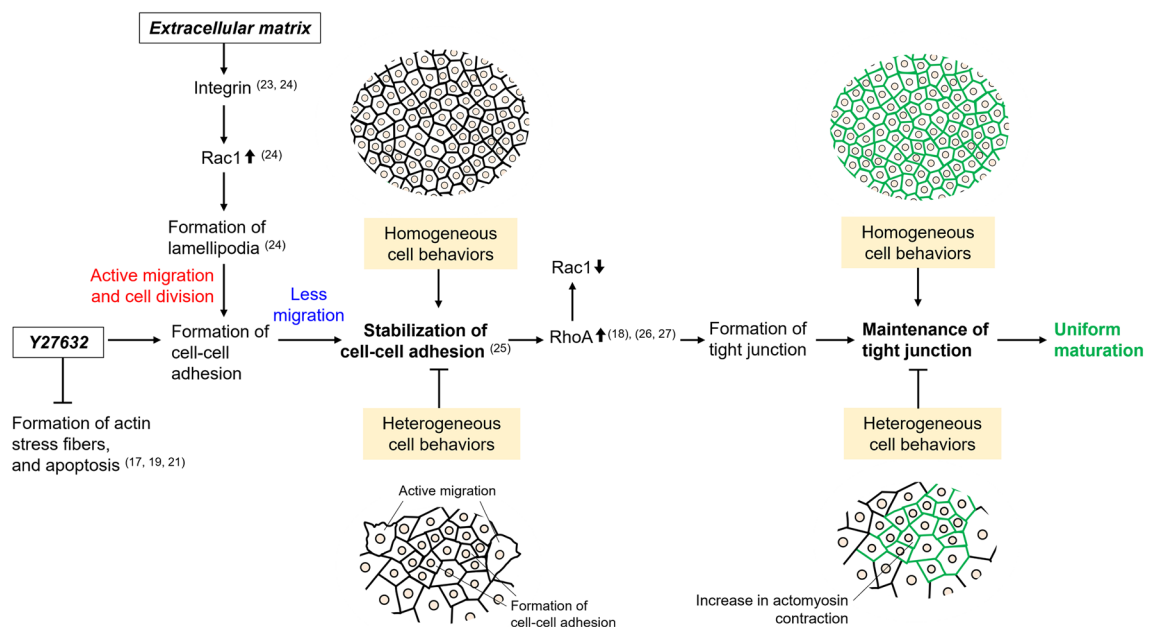 Extracellular matrix
Integrin (23, 24)
Rac1⬆ (24)
Formation of
lamellipodia (24)
Active migration
and cell division
Y27632
Formation of
cell-cell
adhesion
Formation of actin
stress fibers,
and apoptosis (17, 19, 21)
Less
migration
Homogeneous
cell behaviors
Stabilization of
cell-cell adhesion (25)
Heterogeneous
cell behaviors
Active migration
Formation of
cell-cell adhesion
Rac1⬇
RhoA⬆(18), (26, 27)
Formation of
tight junction
Homogeneous
cell behaviors
Maintenance of
tight junction
Heterogeneous
cell behaviors
Increase in actomyosin
contraction
Uniform
maturation